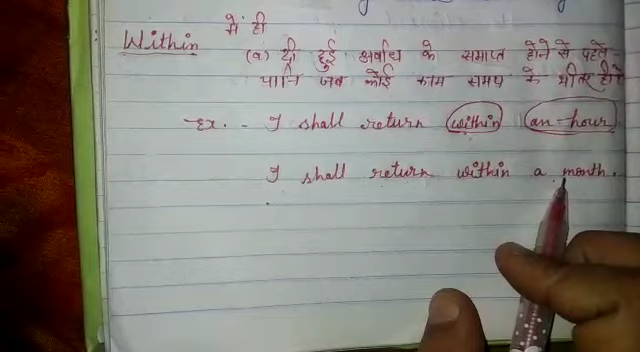 में ही
Within
(a) दी हुई अवधि के समाप्त होने से पहले-
यानि जब कोई काम समय के भीतर ही हो
Ex. - I shall return within an-hour
I shall return within a month.